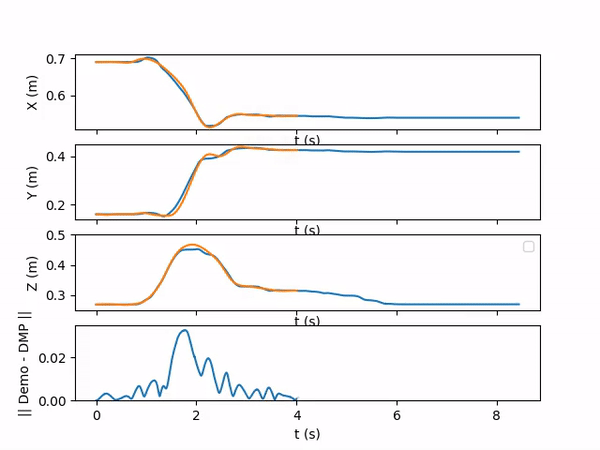 0.7
0.6
X (m)
t (s)
0.4
0.2
Y (m)
t (s)
0.5
0.4
0.3
Z (m)
t (s)
0.02
0.00
|| Demo - DMP ||
0 2 4 6 8
t (s)